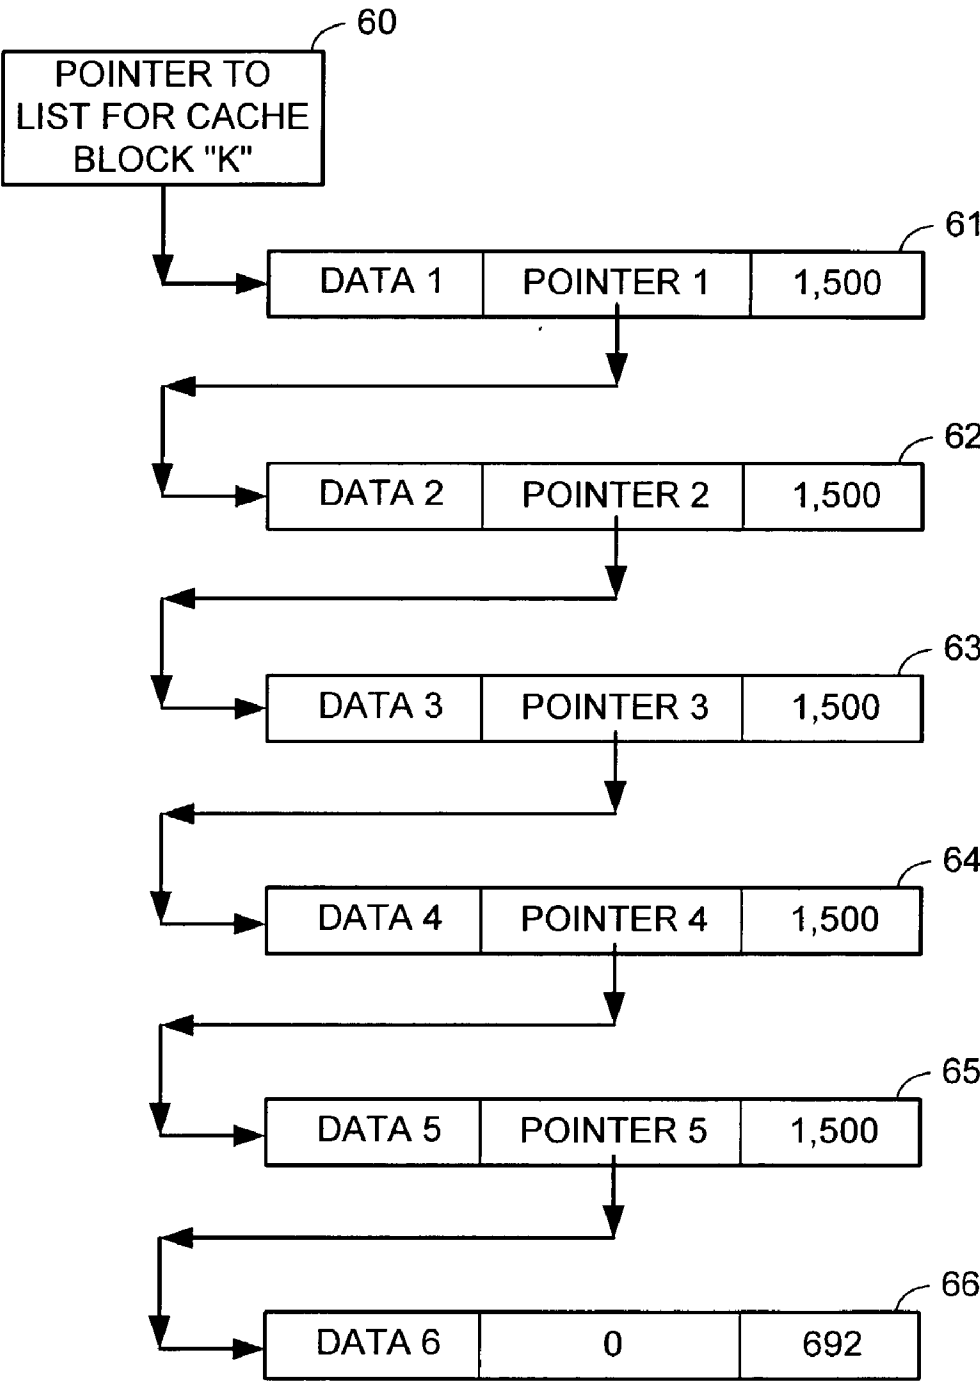 60
POINTER TO
LIST FOR CACHE
BLOCK "K"
61
DATA 1 POINTER 1 1,500
62
DATA 2 POINTER 2 1,500
63
DATA 3 POINTER 3 1,500
64
DATA 4 POINTER 4 1,500
65
DATA 5 POINTER 5 1,500
66
DATA 6 0 692